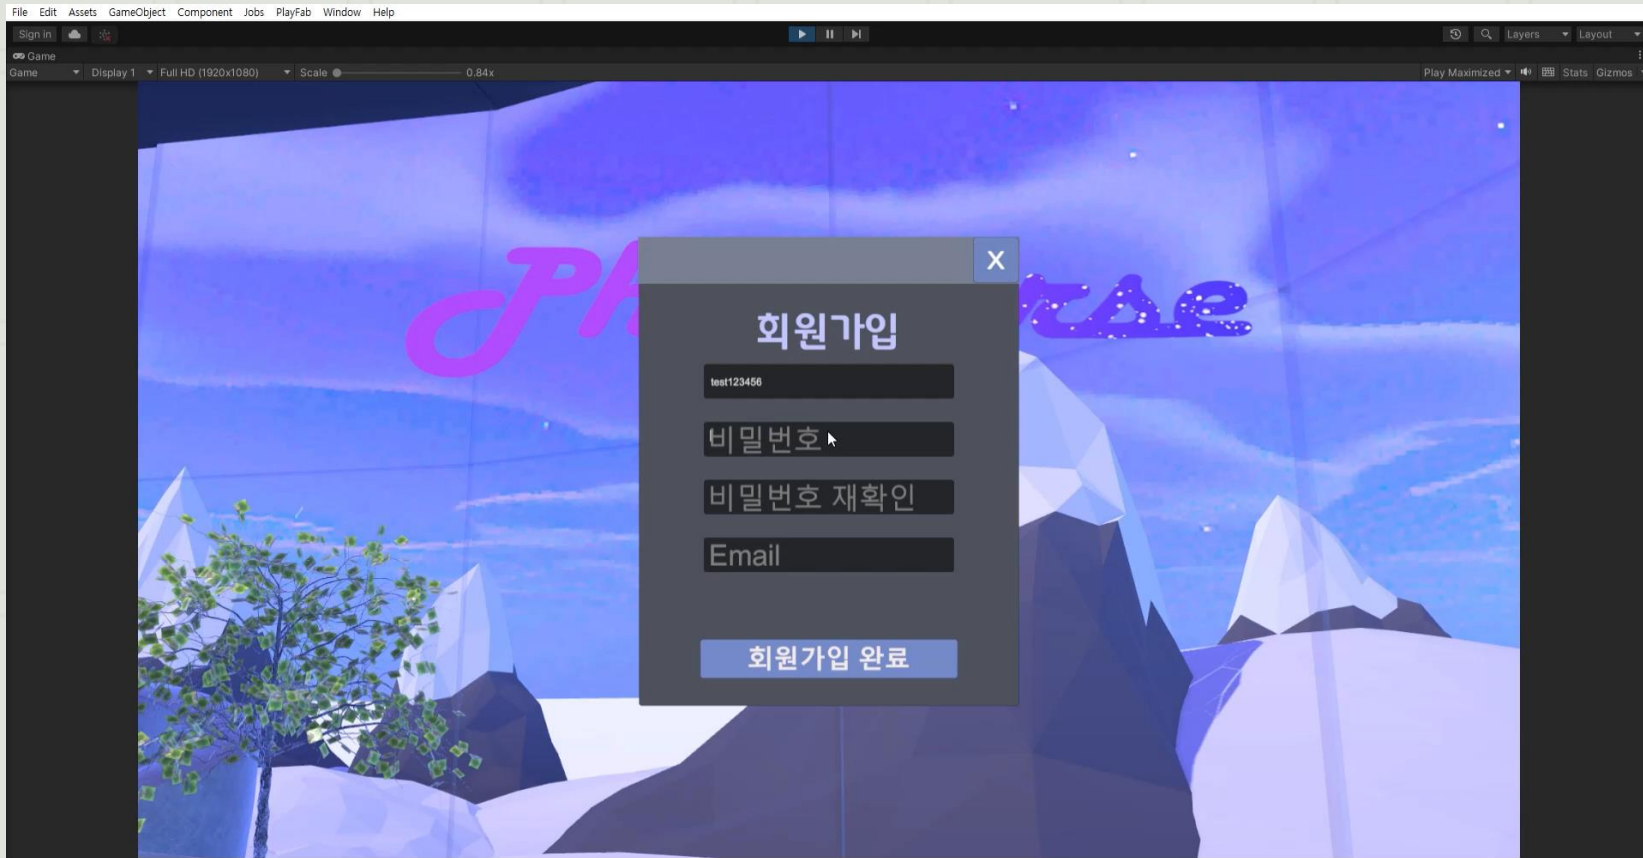 File Edit Assets GameObject Component Jobs PlayFab Window Help
Sign in Layers Layout
Game
Game Display 1 Full HD (1920x1080) Scale 0.84x Play Maximized Stats Gizmos
Ph rse
X
회원가입
test123456
비밀번호
비밀번호 재확인
Email
회원가입 완료